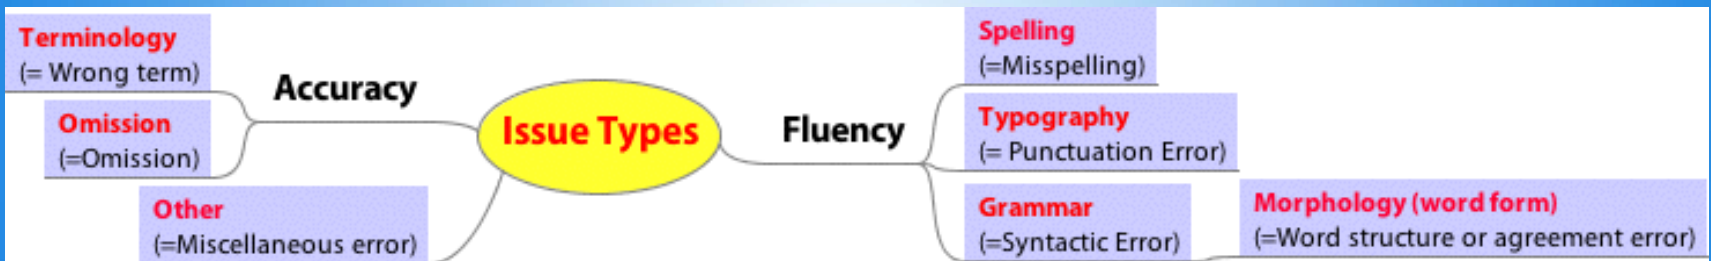 Terminology
(= Wrong term)
Accuracy
Omission
(=Omission)
Other
(=Miscellaneous error)
Issue Types
Fluency
Spelling
(=Misspelling)
Typography
(= Punctuation Error)
Grammar
(=Syntactic Error)
Morphology (word form)
(=Word structure or agreement error)